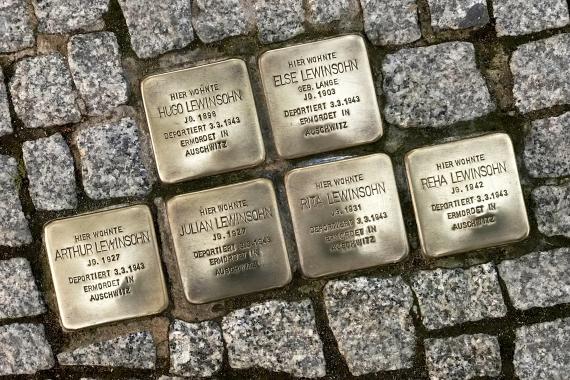 HIER WOHNTE
HUGO LEWINSOHN
JG. 1898
DEPORTIERT 3.3.1943
ERMORDET IN
AUSCHWITZ
HIER WOHNTE
ELSE LEWINSOHN
GEB. LANGE
JG. 1903
DEPORTIERT 3.3.1943
ERMORDET IN
AUSCHWITZ
HIER WOHNTE
ARTHUR LEWINSOHN
JG. 1927
DEPORTIERT 3.3.1943
ERMORDET IN
AUSCHWITZ
HIER WOHNTE
JULIAN LEWINSOHN
JG. 1927
DEPORTIERT 3.3.1943
ERMORDET IN
AUSCHWITZ
HIER WOHNTE
RITA LEWINSOHN
JG. 1931
DEPORTIERT 3.3.1943
ERMORDET IN
AUSCHWITZ
HIER WOHNTE
REHA LEWINSOHN
JG. 1942
DEPORTIERT 3.3.1943
ERMORDET IN
AUSCHWITZ